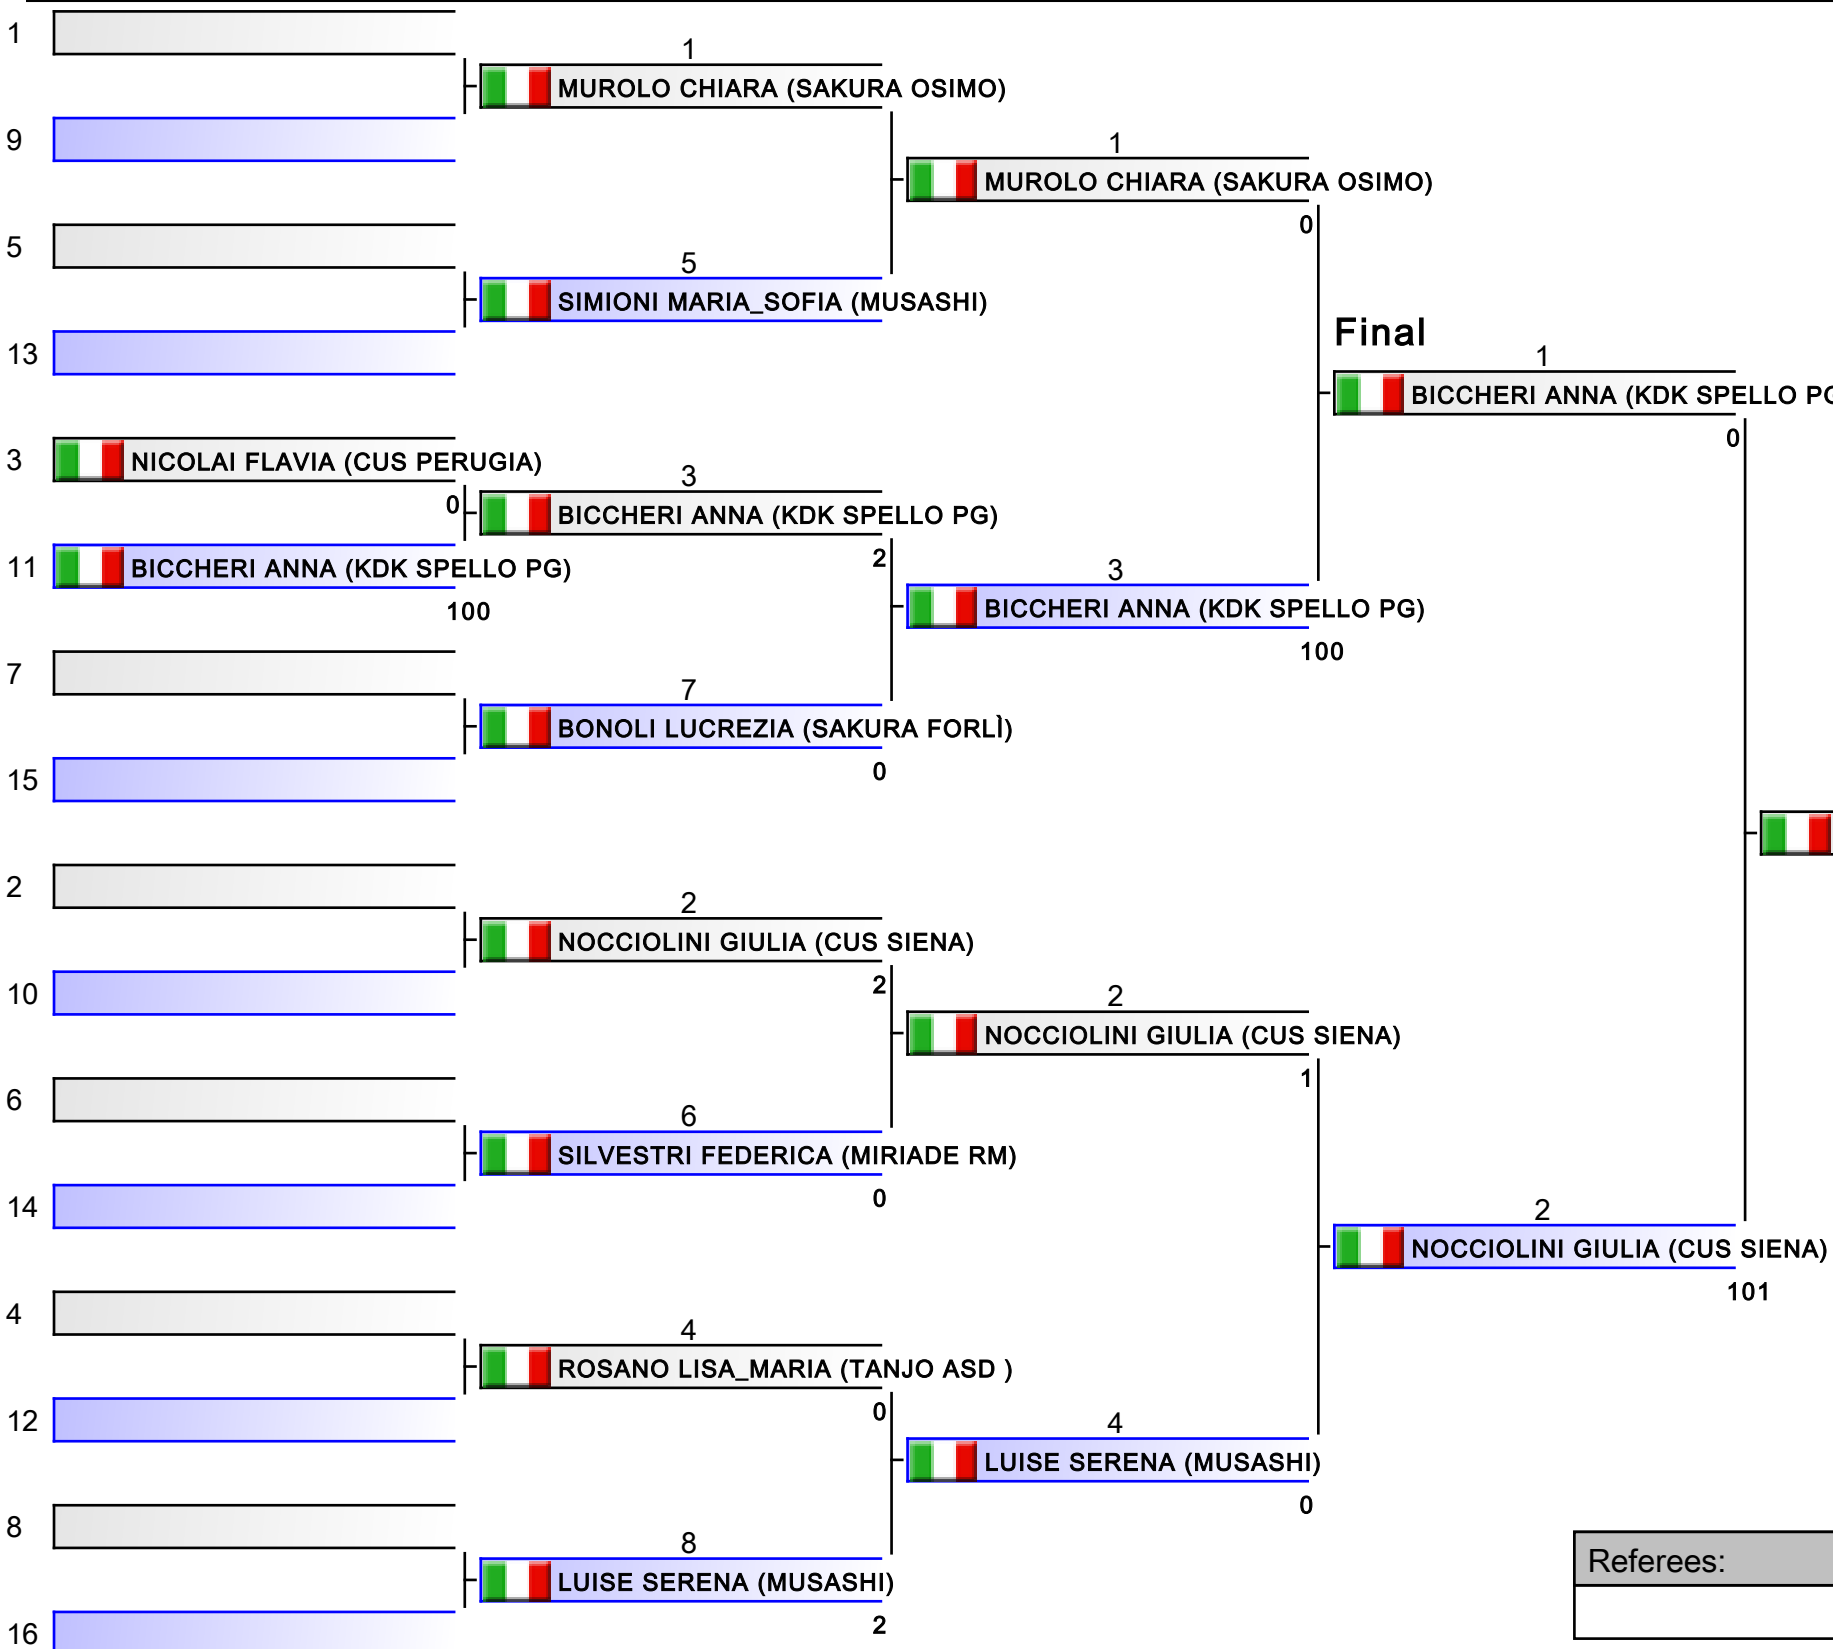 1
1
MUROLO CHIARA (SAKURA OSIMO)
9
1
MUROLO CHIARA (SAKURA OSIMO)
0
5
5
SIMIONI MARIA_SOFIA (MUSASHI)
13
Final
1
BICCHERI ANNA (KDK SPELLO PG
0
3
NICOLAI FLAVIA (CUS PERUGIA)
0
3
BICCHERI ANNA (KDK SPELLO PG)
2
11
BICCHERI ANNA (KDK SPELLO PG)
100
3
BICCHERI ANNA (KDK SPELLO PG)
100
7
7
BONOLI LUCREZIA (SAKURA FORLÌ)
0
15
2
2
NOCCIOLINI GIULIA (CUS SIENA)
2
10
2
NOCCIOLINI GIULIA (CUS SIENA)
1
6
6
SILVESTRI FEDERICA (MIRIADE RM)
0
14
2
NOCCIOLINI GIULIA (CUS SIENA)
101
4
4
ROSANO LISA_MARIA (TANJO ASD )
0
12
4
LUISE SERENA (MUSASHI)
0
8
8
LUISE SERENA (MUSASHI)
2
16
Referees: